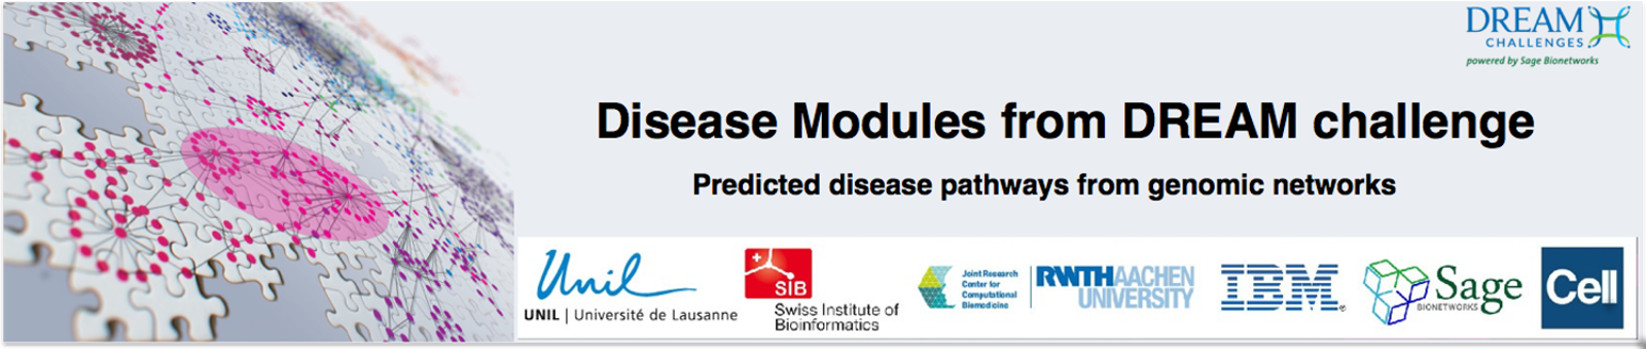 DREAM
CHALLENGES
powered by Sage Bionetworks
Disease Modules from DREAM challenge
Predicted disease pathways from genomic networks
Unil
UNIL | Université de Lausanne
SIB
Swiss Institute of
Bioinformatics
Joint Research
Center for
Computational
Biomedicine
RWTHAACHEN
UNIVERSITY
IBM
Sage
BIONETWORKS
Cell